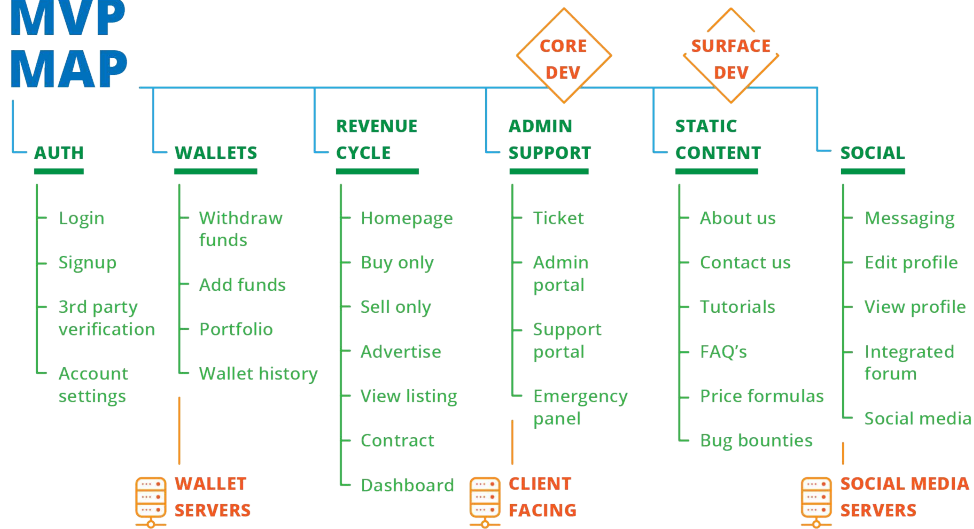 MVP
MAP
CORE
DEV
SURFACE
DEV
AUTH
Login
Signup
3rd party
verification
Account
settings
WALLETS
Withdraw
funds
Add funds
Portfolio
Wallet history
WALLET
SERVERS
REVENUE
CYCLE
Homepage
Buy only
Sell only
Advertise
View listing
Contract
Dashboard
ADMIN
SUPPORT
Ticket
Admin
portal
Support
portal
Emergency
panel
CLIENT
FACING
STATIC
CONTENT
About us
Contact us
Tutorials
FAQ’s
Price formulas
Bug bounties
SOCIAL
Messaging
Edit profile
View profile
Integrated
forum
Social media
SOCIAL MEDIA
SERVERS